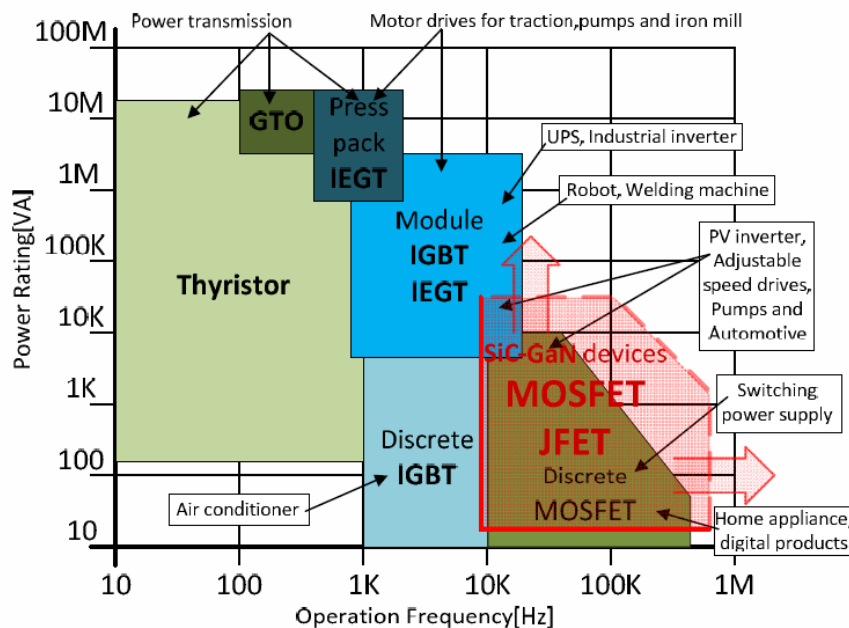 Power transmission
Motor drives for traction,pumps and iron mill
Power Rating[VA]
100M
10M
1M
100K
10K
1K
100
10
GTO
Press
pack
IEGT
UPS, Industrial inverter
Robot, Welding machine
Module
IGBT
IEGT
PV inverter,
Adjustable
speed drives,
Pumps and
Automotive
Thyristor
SiC-GaN devices
MOSFET
JFET
Switching
power supply
Discrete
IGBT
Discrete
MOSFET
Air conditioner
Home appliance,
digital products
10
100
1K
10K
100K
1M
Operation Frequency[Hz]